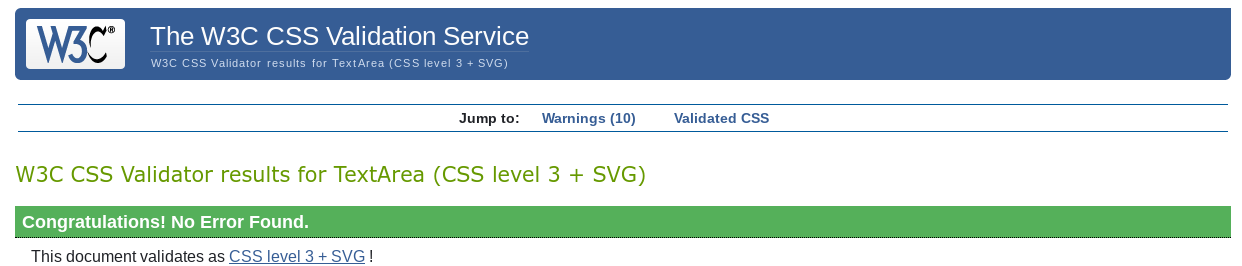 W3C®
The W3C CSS Validation Service
W3C CSS Validator results for TextArea (CSS level 3 + SVG)
Jump to: Warnings (10) Validated CSS
W3C CSS Validator results for TextArea (CSS level 3 + SVG)
Congratulations! No Error Found.
This document validates as CSS level 3 + SVG !